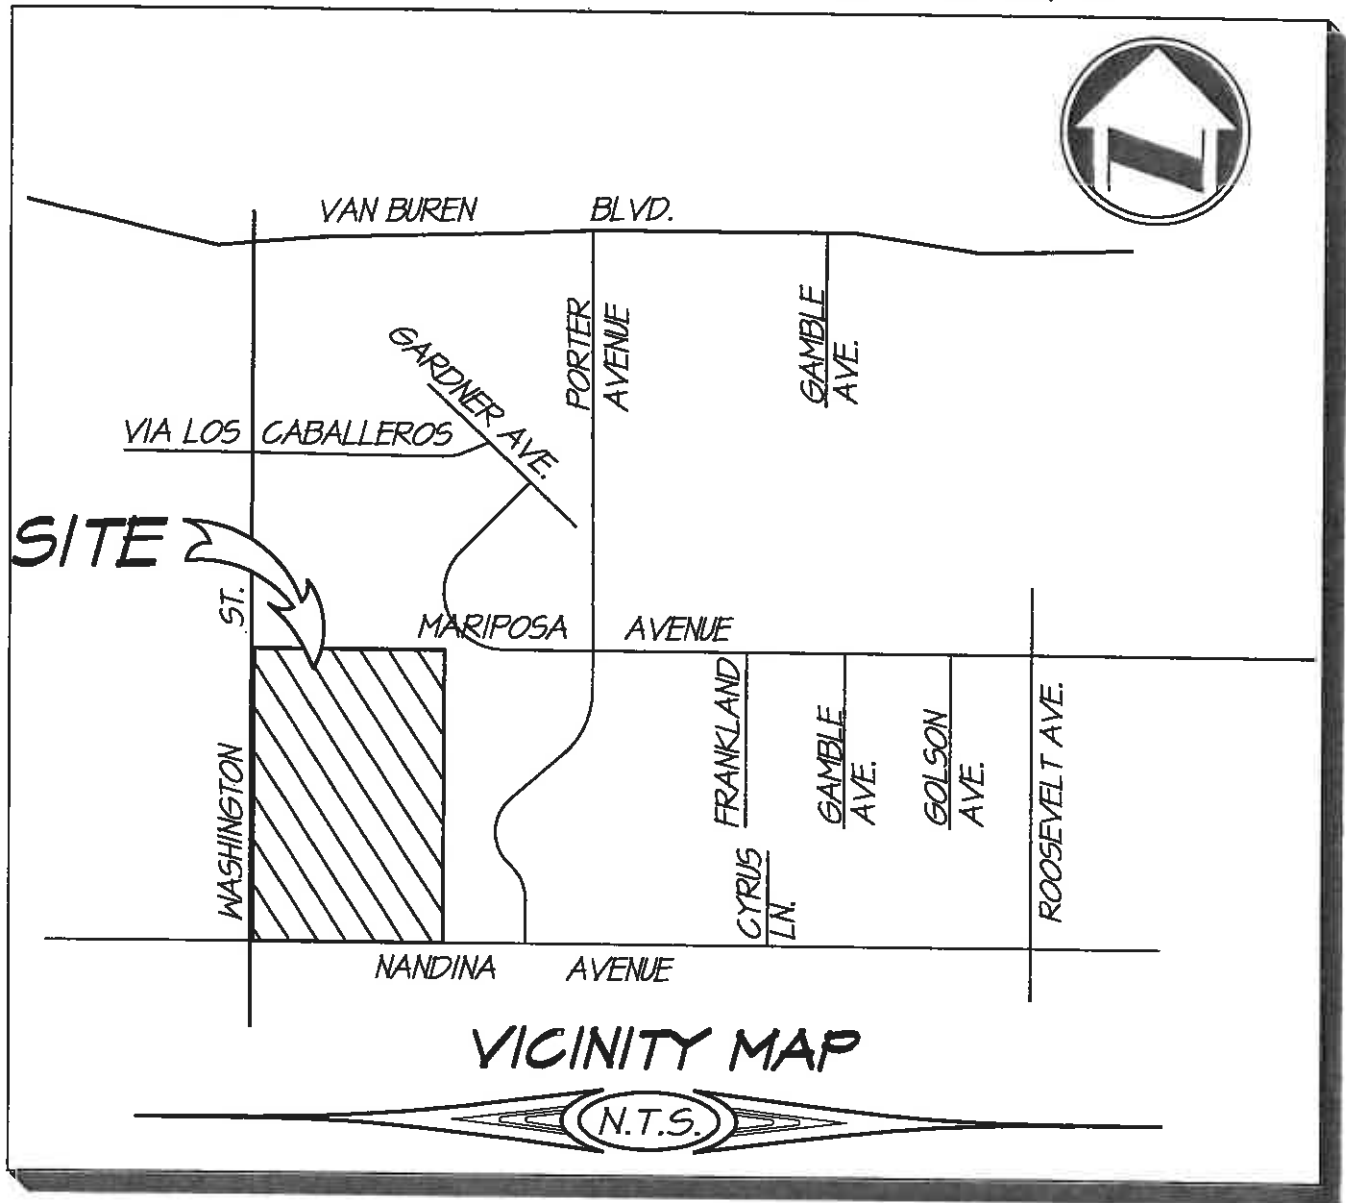 N
VAN BUREN BLVD.
PORTER
AVENUE
GAMBLE
AVE.
GARDNER AVE.
VIA LOS CABALLEROS
SITE
WASHINGTON ST.
MARIPOSA AVENUE
FRANKLAND
GAMBLE
AVE.
GOLSON
AVE.
ROOSEVELT AVE.
CYRUS
LN.
NANDINA AVENUE
VICINITY MAP
N.T.S.